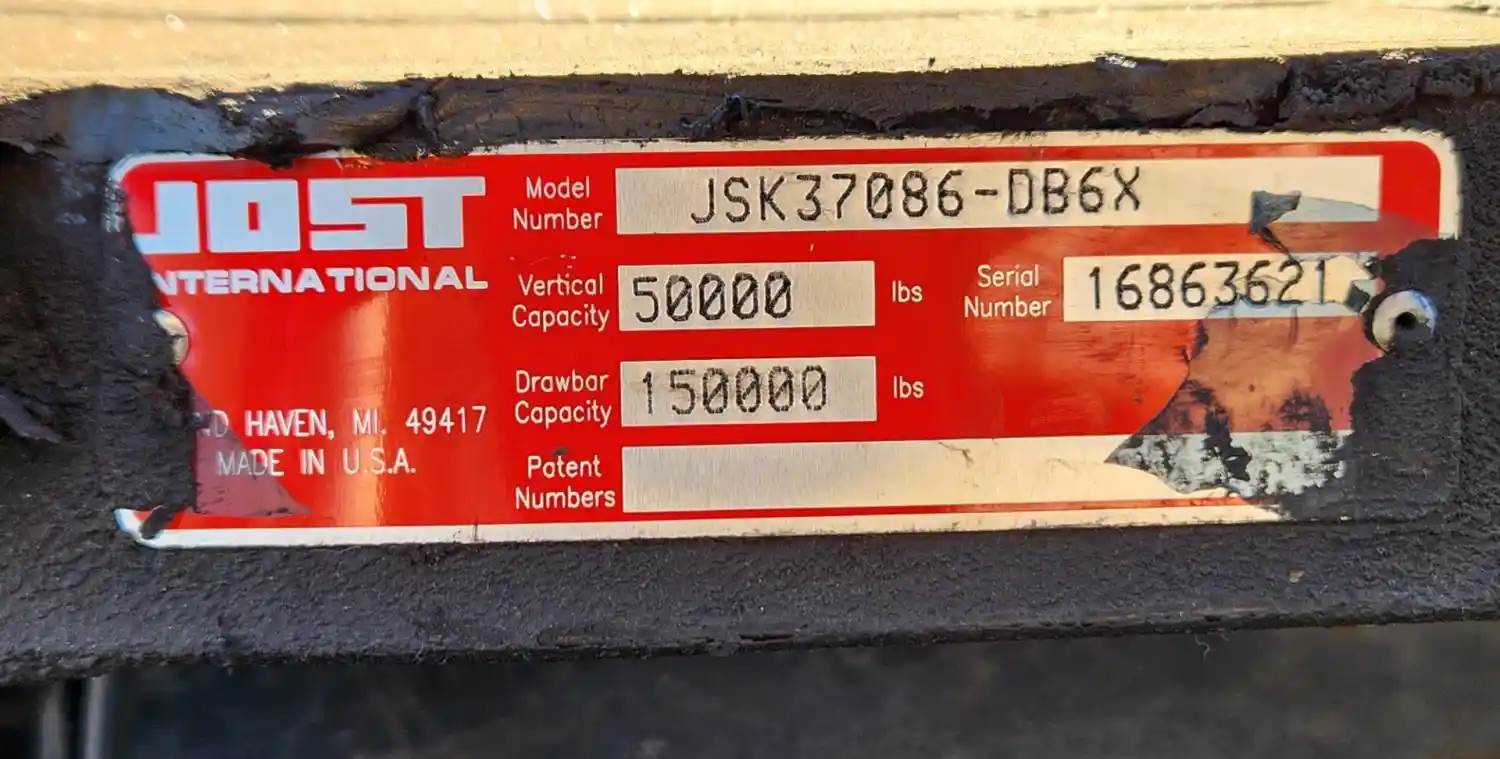 JOST
INTERNATIONAL
HAVEN, MI. 49417
MADE IN U.S.A.
Model Number JSK37086-DB6X
Vertical Capacity 50000 lbs
Serial Number 16863621
Drawbar Capacity 150000 lbs
Patent Numbers